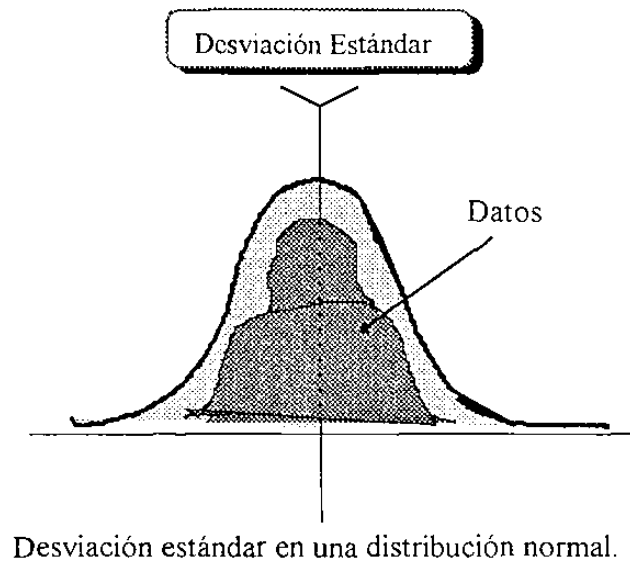 Desviación Estándar
Datos
Desviación estándar en una distribución normal.